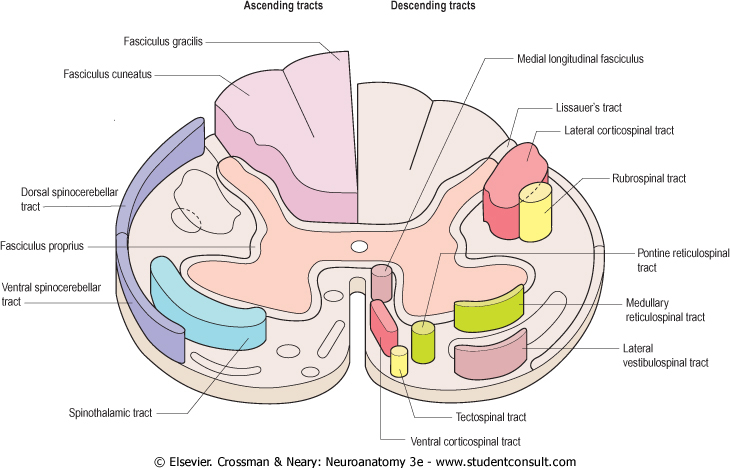 Ascending tracts
Descending tracts
Fasciculus gracilis
Fasciculus cuneatus
Medial longitudinal fasciculus
Lissauer's tract
Lateral corticospinal tract
Rubrospinal tract
Dorsal spinocerebellar
tract
Fasciculus proprius
Pontine reticulospinal
tract
Ventral spinocerebellar
tract
Medullary
reticulospinal tract
Lateral
vestibulospinal tract
Spinothalamic tract
Tectospinal tract
Ventral corticospinal tract
© Elsevier. Crossman & Neary: Neuroanatomy 3e - www.studentconsult.com